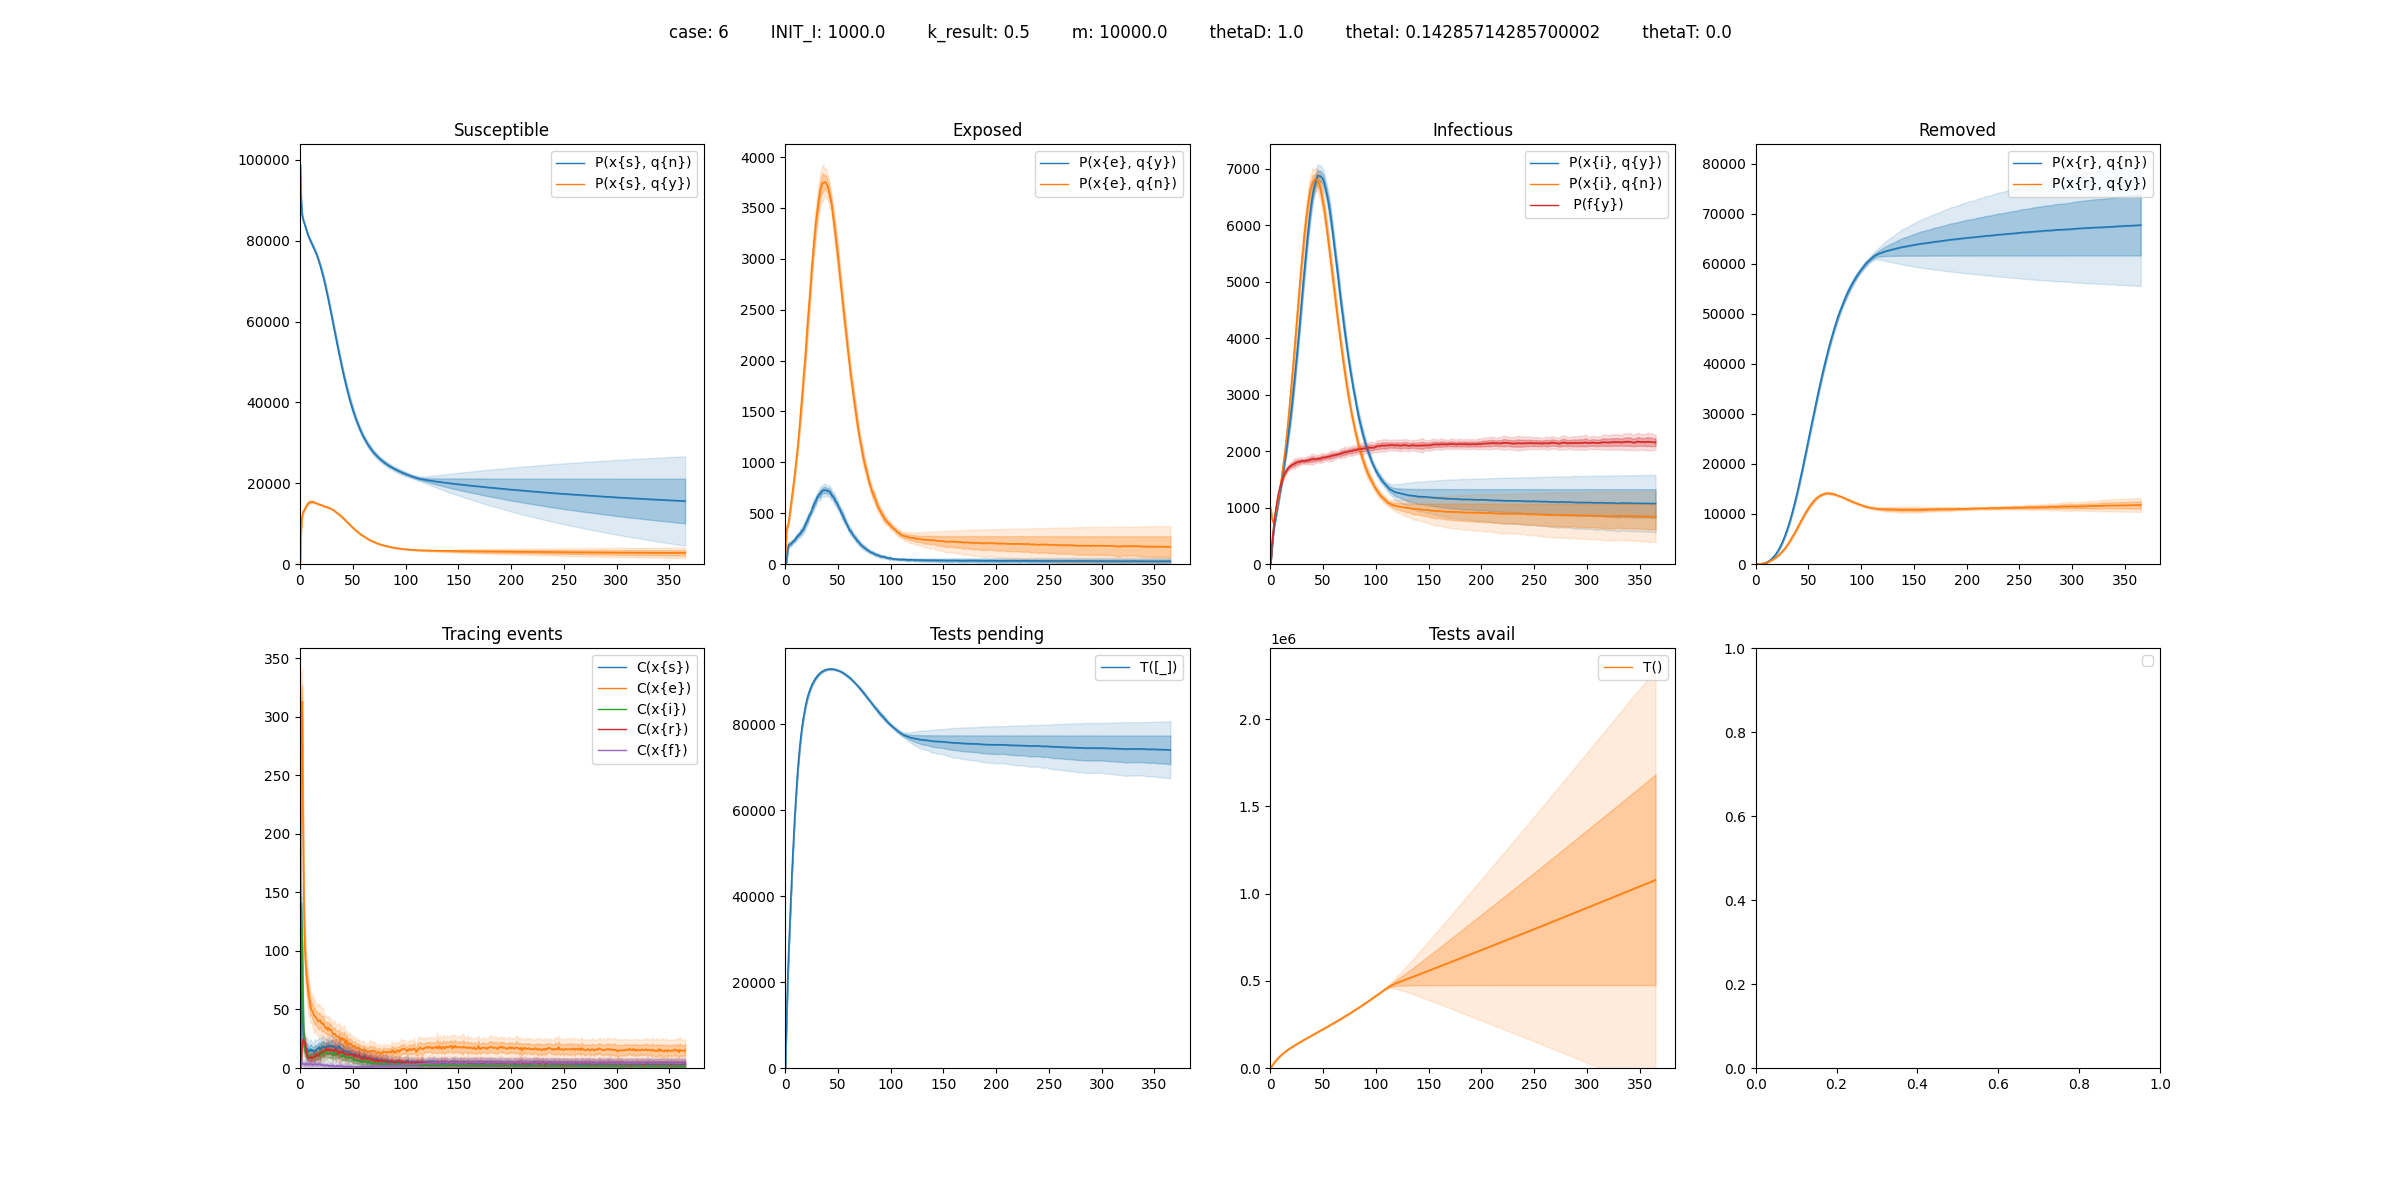 case: 6 INIT_I: 1000.0 k_result: 0.5 m: 10000.0 thetaD: 1.0 thetaI: 0.14285714285700002 thetaT: 0.0
Susceptible
100000
80000
60000
40000
20000
0
0 50 100 150 200 250 300 350
P(x{s}, q{n})
P(x{s}, q{y})
Exposed
4000
3500
3000
2500
2000
1500
1000
500
0
0 50 100 150 200 250 300 350
P(x{e}, q{y})
P(x{e}, q{n})
Infectious
7000
6000
5000
4000
3000
2000
1000
0
0 50 100 150 200 250 300 350
P(x{i}, q{y})
P(x{i}, q{n})
P(f{y})
Removed
80000
70000
60000
50000
40000
30000
20000
10000
0
0 50 100 150 200 250 300 350
P(x{r}, q{n})
P(x{r}, q{y})
Tracing events
350
300
250
200
150
100
50
0
0 50 100 150 200 250 300 350
C(x{s})
C(x{e})
C(x{i})
C(x{r})
C(x{f})
Tests pending
80000
60000
40000
20000
0
0 50 100 150 200 250 300 350
T([_])
Tests avail
1e6
2.0
1.5
1.0
0.5
0.0
0 50 100 150 200 250 300 350
T()
1.0
0.8
0.6
0.4
0.2
0.0
0.0 0.2 0.4 0.6 0.8 1.0